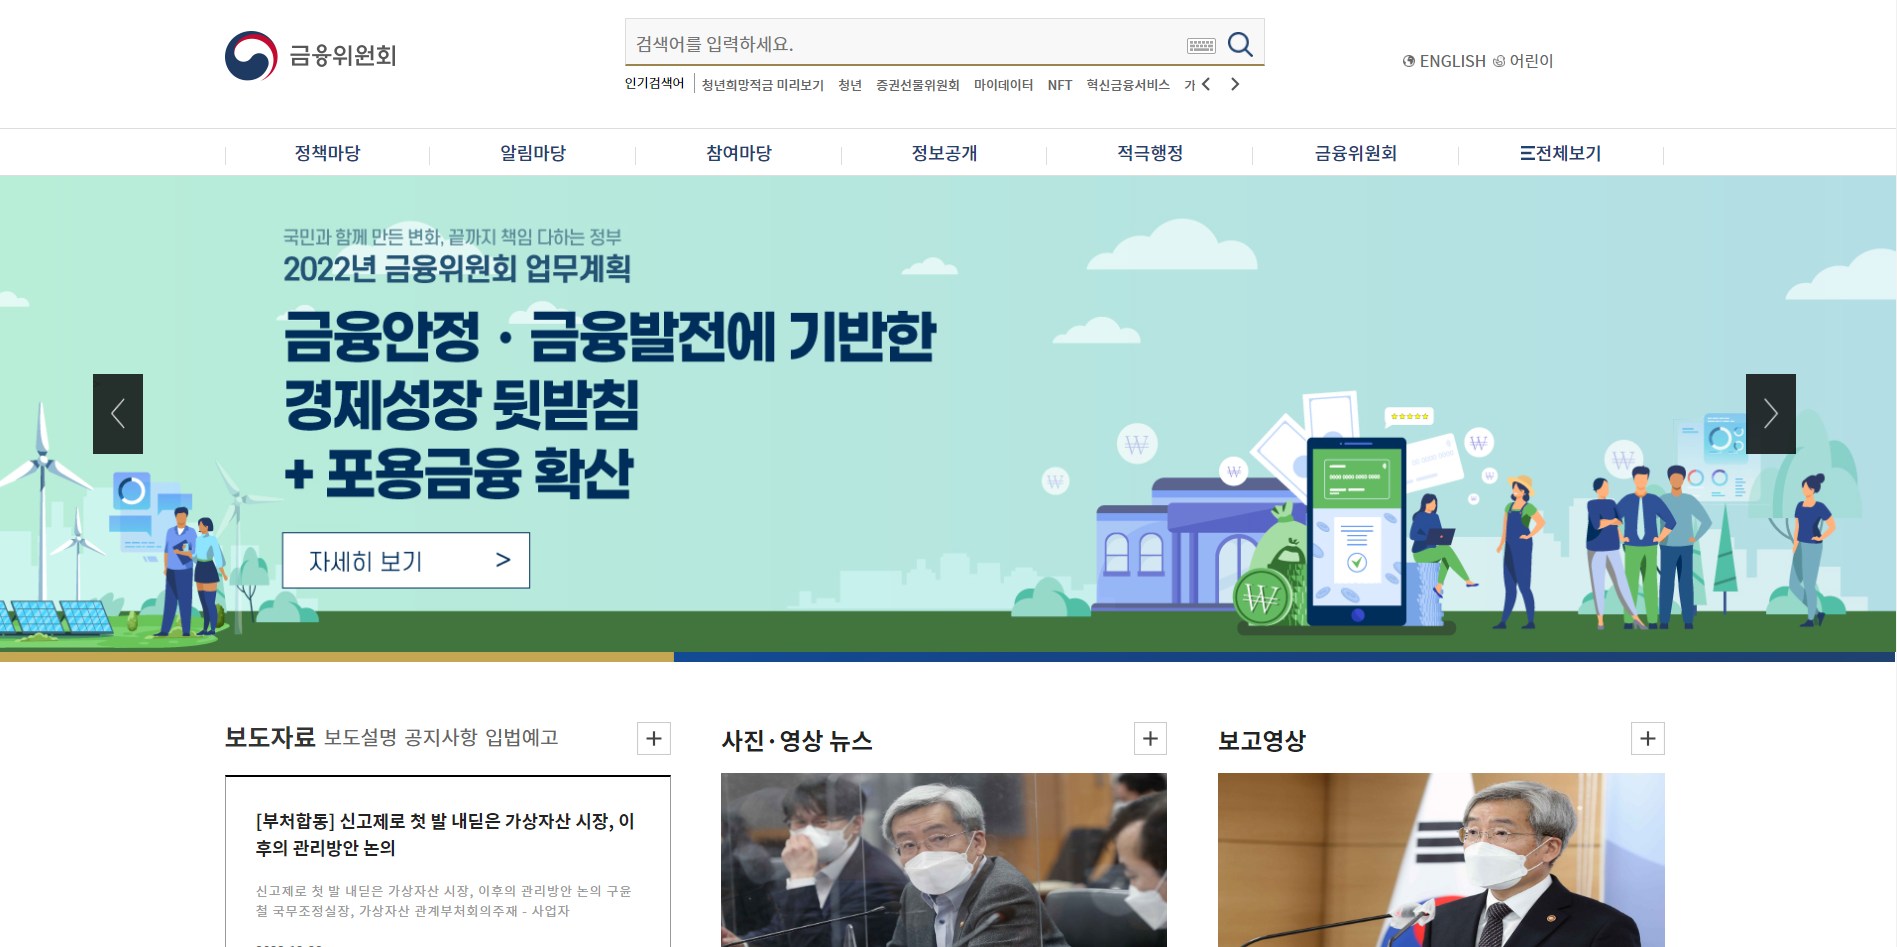 금융위원회
검색어를 입력하세요.
인기검색어 청년희망적금 미리보기 청년 증권선물위원회 마이데이터 NFT 혁신금융서비스 가
ENGLISH 어린이
정책마당 알림마당 참여마당 정보공개 적극행정 금융위원회 전체보기
국민과 함께 만든 변화, 끝까지 책임 다하는 정부
2022년 금융위원회 업무계획
금융안정 · 금융발전에 기반한
경제성장 뒷받침
+ 포용금융 확산
자세히 보기 >
보도자료 보도설명 공지사항 입법예고
[부처합동] 신고제로 첫 발 내딛은 가상자산 시장, 이
후의 관리방안 논의
신고제로 첫 발 내딛은 가상자산 시장, 이후의 관리방안 논의 구윤
철 국무조정실장, 가상자산 관계부처회의주재 - 사업자
사진·영상 뉴스
보고영상